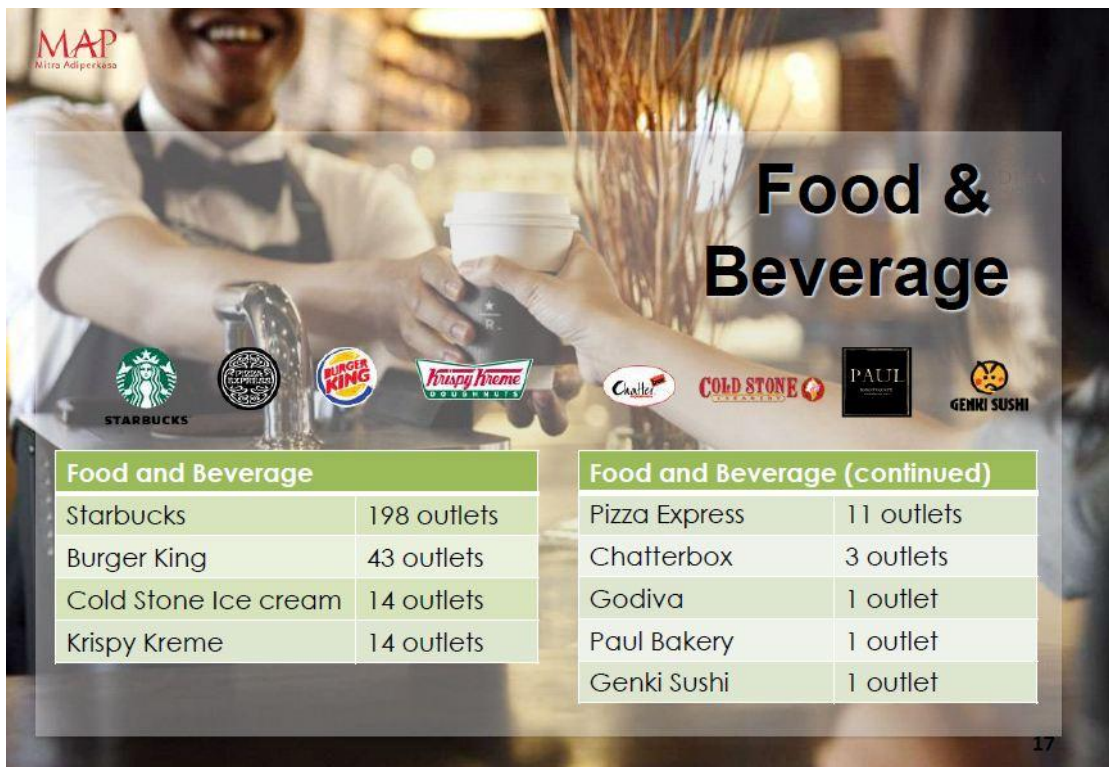 MAP
Mitra Adiperkasa
Food &
Beverage
STARBUCKS
PIZZA
EXPRESS
BURGER
KING
Krispy Kreme
DOUGHNUTS
Chatter
COLD STONE
CREAMERY
PAUL
GENKI SUSHI
Food and Beverage
Starbucks 198 outlets
Burger King 43 outlets
Cold Stone Ice cream 14 outlets
Krispy Kreme 14 outlets
Food and Beverage (continued)
Pizza Express 11 outlets
Chatterbox 3 outlets
Godiva 1 outlet
Paul Bakery 1 outlet
Genki Sushi 1 outlet
R
17